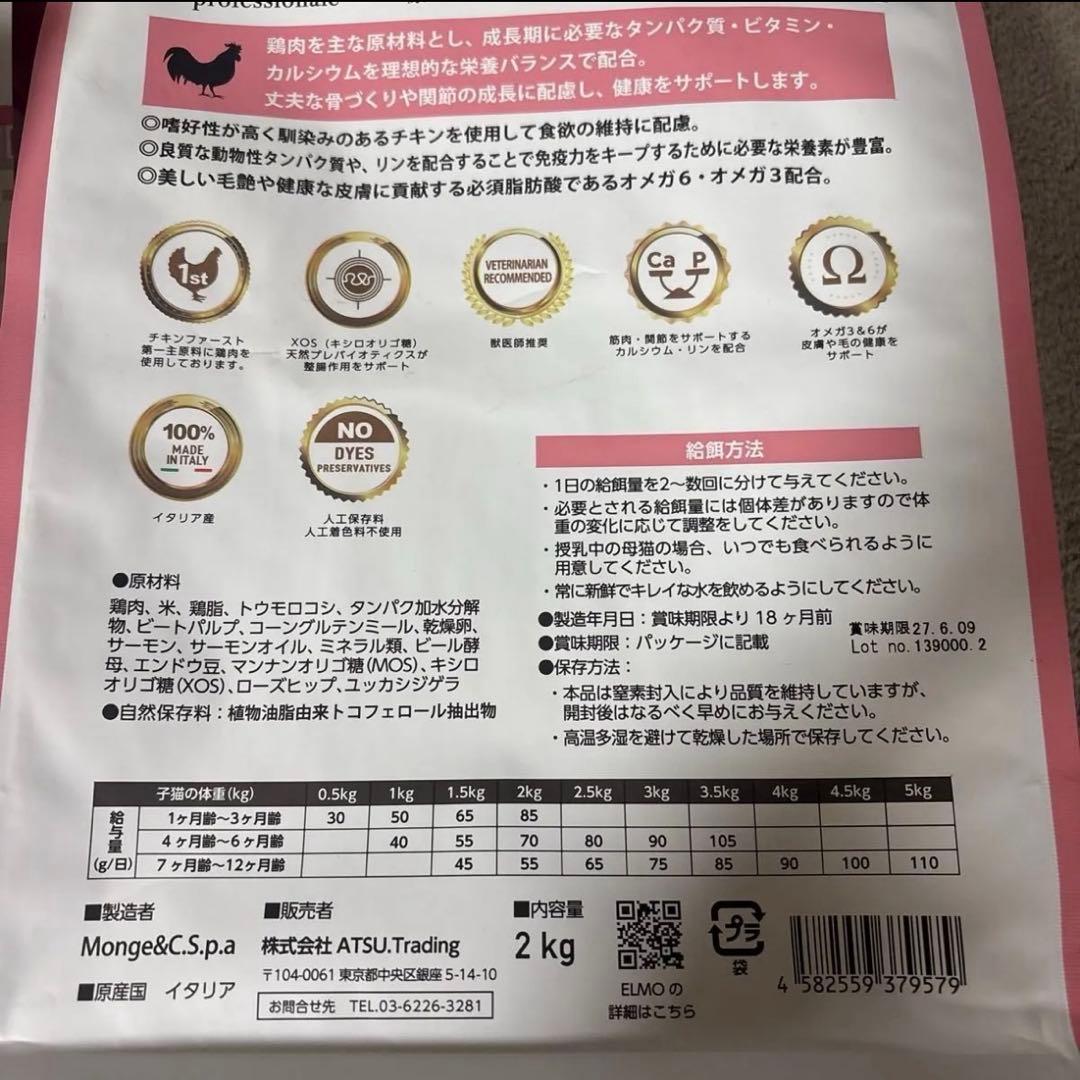 professionale
鶏肉を主な原材料とし、成長期に必要なタンパク質・ビタミン・
カルシウムを理想的な栄養バランスで配合。
丈夫な骨づくりや関節の成長に配慮し、健康をサポートします。
◎嗜好性が高く馴染みのあるチキンを使用して食欲の維持に配慮。
◎良質な動物性タンパク質や、リンを配合することで免疫力をキープするために必要な栄養素が豊富。
◎美しい毛艶や健康な皮膚に貢献する必須脂肪酸であるオメガ6・オメガ3配合。
1st
VETERINARIAN
RECOMMENDED
Ca P
Ω
チキンファースト
第一主原料に鶏肉を
使用しております。
XOS（キシロオリゴ糖）
天然プレバイオティクスが
整腸作用をサポート
獣医師推奨
筋肉・関節をサポートする
カルシウム・リンを配合
オメガ3&6が
皮膚や毛の健康を
サポート
100%
MADE
IN ITALY
NO
DYES
PRESERVATIVES
イタリア産
人工保存料
人工着色料不使用
給餌方法
・1日の給餌量を2〜数回に分けて与えてください。
・必要とされる給餌量には個体差がありますので体
重の変化に応じて調整をしてください。
・授乳中の母猫の場合、いつでも食べられるように
用意してください。
・常に新鮮でキレイな水を飲めるようにしてください。
●製造年月日：賞味期限より 18 ヶ月前
●賞味期限：パッケージに記載
賞味期限27.6.09
Lot no.139000.2
●保存方法：
・本品は窒素封入により品質を維持していますが、
開封後はなるべく早めにお与えください。
・高温多湿を避けて乾燥した場所で保存してください。
●原材料
鶏肉、米、鶏脂、トウモロコシ、タンパク加水分解
物、ビートパルプ、コーングルテンミール、乾燥卵、
サーモン、サーモンオイル、ミネラル類、ビール酵
母、エンドウ豆、マンナンオリゴ糖(MOS)、キシロ
オリゴ糖(XOS)、ローズヒップ、ユッカシジゲラ
●自然保存料：植物油脂由来トコフェロール抽出物
子猫の体重(kg) 0.5kg 1kg 1.5kg 2kg 2.5kg 3kg 3.5kg 4kg 4.5kg 5kg
給与量(g/日)
1ヶ月齢〜3ヶ月齢 30 50 65 85
4ヶ月齢〜6ヶ月齢 40 55 70 80 90 105
7ヶ月齢〜12ヶ月齢 45 55 65 75 85 90 100 110
■製造者
Monge&C.S.p.a
■原産国 イタリア
■販売者
株式会社 ATSU.Trading
〒104-0061 東京都中央区銀座 5-14-10
お問合せ先 TEL.03-6226-3281
■内容量
2 kg
ELMO の
詳細はこちら
プラ
袋
4 582559 379579